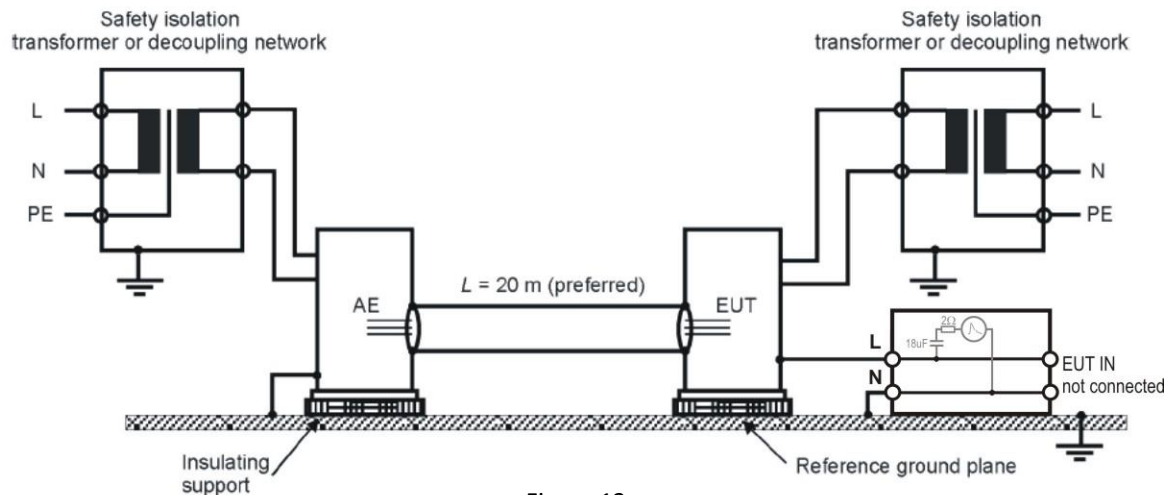 Safety isolation
transformer or decoupling network
Safety isolation
transformer or decoupling network
L
N
PE
L
N
PE
L = 20 m (preferred)
AE
EUT
2Ω
18uF
L
N
EUT IN
not connected
Insulating
support
Reference ground plane